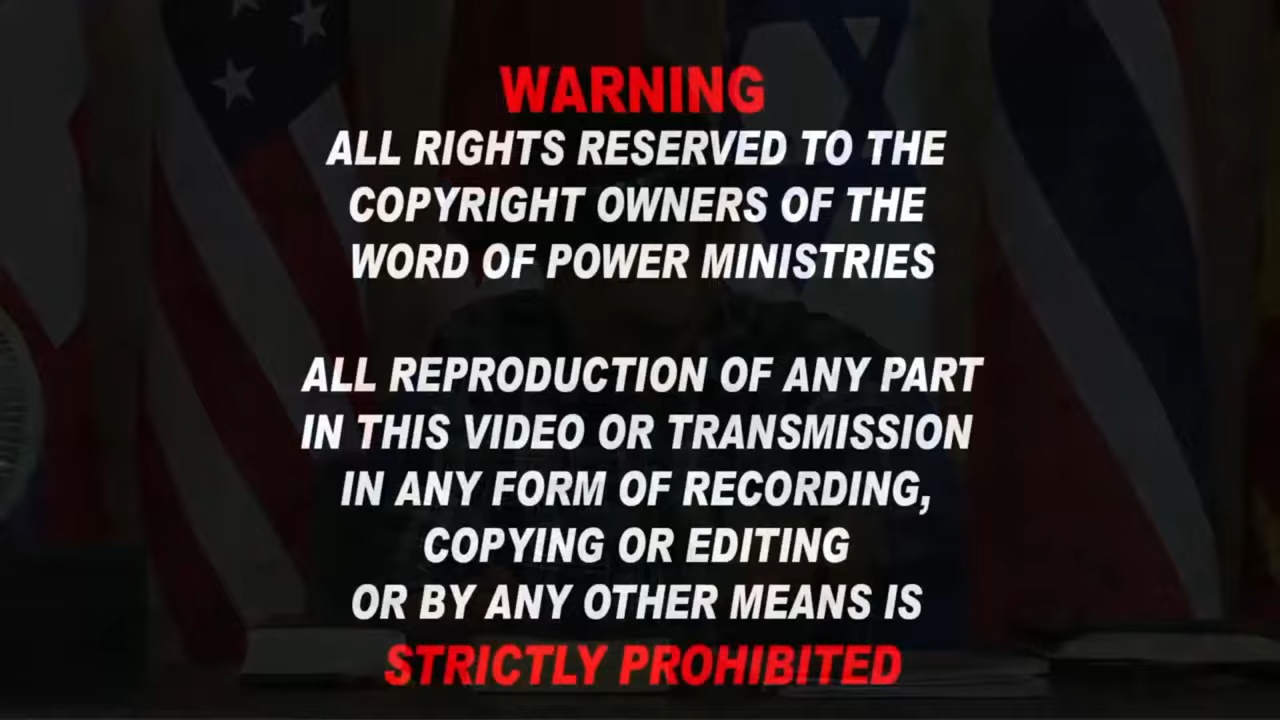 WARNING
ALL RIGHTS RESERVED TO THE
COPYRIGHT OWNERS OF THE
WORD OF POWER MINISTRIES
ALL REPRODUCTION OF ANY PART
IN THIS VIDEO OR TRANSMISSION
IN ANY FORM OF RECORDING,
COPYING OR EDITING
OR BY ANY OTHER MEANS IS
STRICTLY PROHIBITED